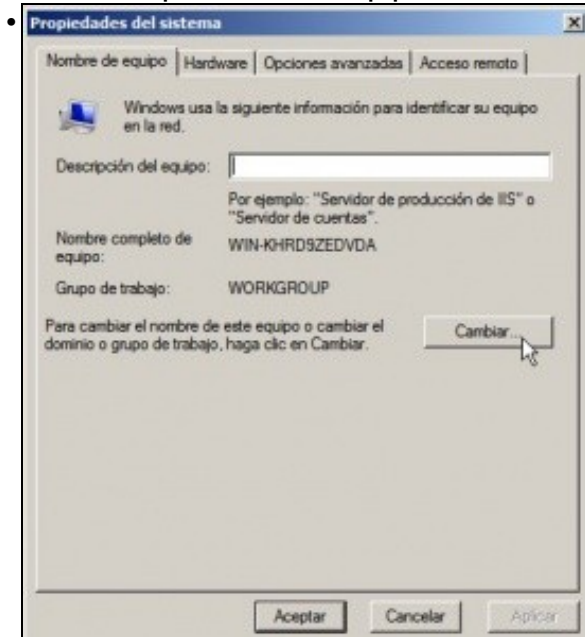 Propiedades del sistema
Nombre de equipo Hardware Opciones avanzadas Acceso remoto
Windows usa la siguiente información para identificar su equipo
en la red.
Descripción del equipo:
Por ejemplo: "Servidor de producción de IIS" o
"Servidor de cuentas".
Nombre completo de
equipo:
WIN-KHRD9ZEDVDA
Grupo de trabajo: WORKGROUP
Para cambiar el nombre de este equipo o cambiar el
dominio o grupo de trabajo, haga clic en Cambiar.
Cambiar...
Aceptar Cancelar Aplicar